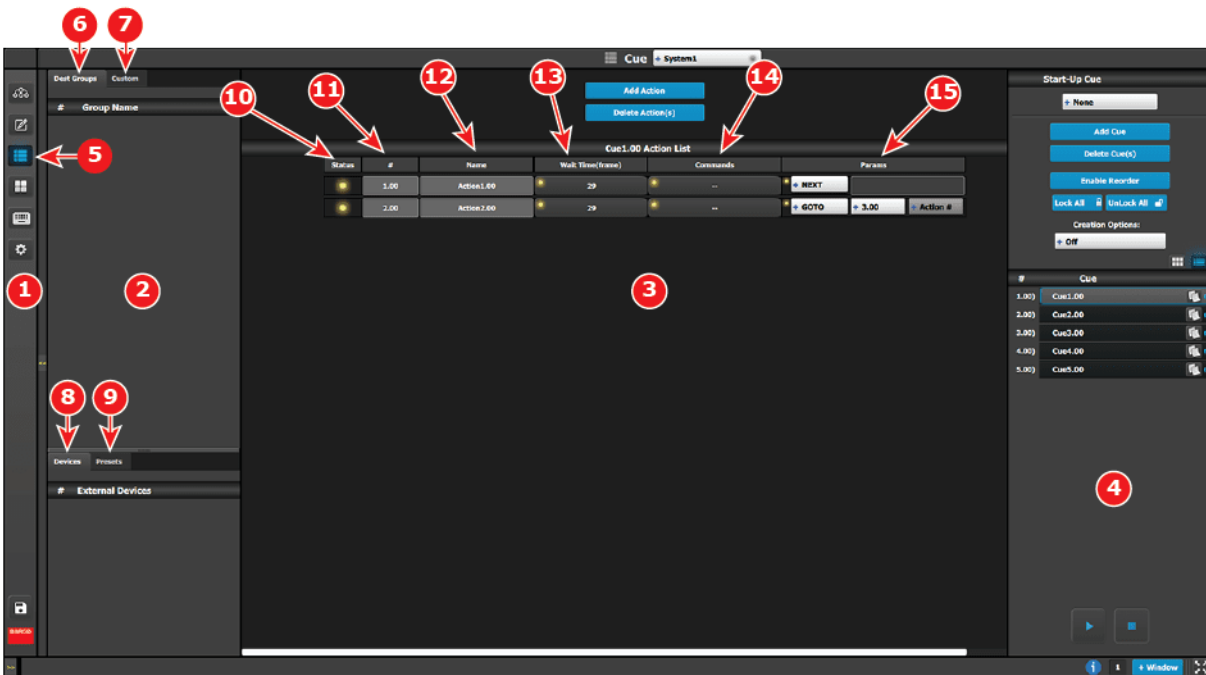 6 7
Cue + System1
Dest Groups Custom
# Group Name
10 11 12 13 14 15
Add Action
Delete Action(s)
Cue1.00 Action List
Status # Name Wait Time(frame) Commands Params
1.00 Action1.00 29 -- + NEXT
2.00 Action2.00 29 -- + GOTO + 3.00 + Action #
5
1 2 3
8 9
Devices Presets
# External Devices
BARCO
Start-Up Cue
+ None
Add Cue
Delete Cue(s)
Enable Reorder
Lock All UnLock All
Creation Options:
+ Off
# Cue
1.00) Cue1.00
2.00) Cue2.00
3.00) Cue3.00
4.00) Cue4.00
5.00) Cue5.00
4
i 1 + Window